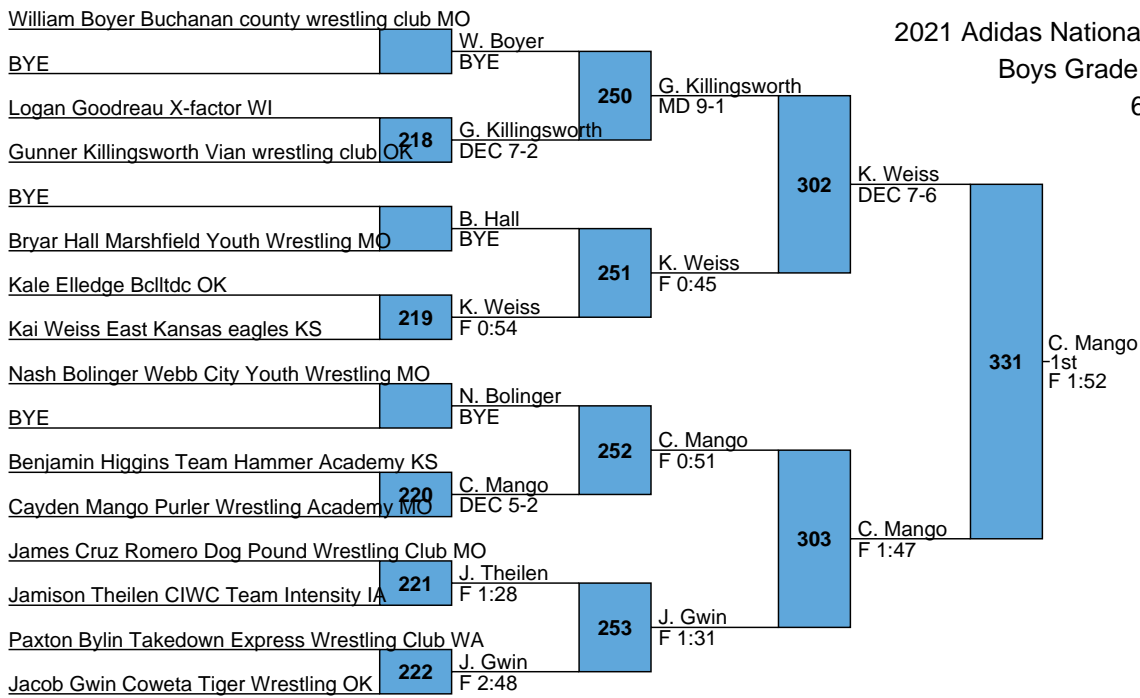 2021 Adidas Nationa
Boys Grade
6
William Boyer Buchanan county wrestling club MO
BYE
W. Boyer
BYE
Logan Goodreau X-factor WI
218
Gunner Killingsworth Vian wrestling club OK
G. Killingsworth
DEC 7-2
250
G. Killingsworth
MD 9-1
BYE
Bryar Hall Marshfield Youth Wrestling MO
B. Hall
BYE
Kale Elledge Bclltdc OK
219
Kai Weiss East Kansas eagles KS
K. Weiss
F 0:54
251
K. Weiss
F 0:45
302
K. Weiss
DEC 7-6
Nash Bolinger Webb City Youth Wrestling MO
BYE
N. Bolinger
BYE
Benjamin Higgins Team Hammer Academy KS
220
Cayden Mango Purler Wrestling Academy MO
C. Mango
DEC 5-2
252
C. Mango
F 0:51
James Cruz Romero Dog Pound Wrestling Club MO
221
Jamison Theilen CIWC Team Intensity IA
J. Theilen
F 1:28
Paxton Bylin Takedown Express Wrestling Club WA
222
Jacob Gwin Coweta Tiger Wrestling OK
J. Gwin
F 2:48
253
J. Gwin
F 1:31
303
C. Mango
F 1:47
331
C. Mango
1st
F 1:52